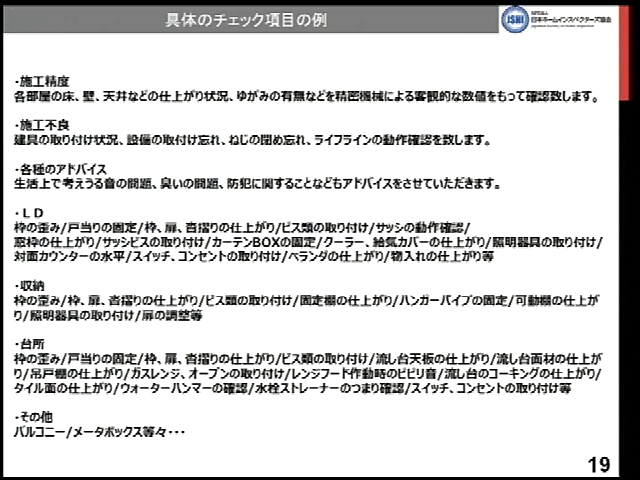 具体のチェック項目の例
JSHI
日本ホームインスペクターズ協会
・施工精度
各部屋の床、壁、天井などの仕上がり状況、ゆがみの有無などを精密機械による客観的な数値をもって確認致します。
・施工不良
建具の取り付け状況、設備の取付け忘れ、ねじの閉め忘れ、ライフラインの動作確認を致します。
・各種のアドバイス
生活上で考えうる音の問題、臭いの問題、防犯に関することなどもアドバイスをさせていただきます。
・LD
枠の歪み/戸当りの固定/枠、扉、沓摺りの仕上がり/ビス類の取り付け/サッシの動作確認/
窓枠の仕上がり/サッシビスの取り付け/カーテンBOXの固定/クーラー、給気カバーの仕上がり/照明器具の取り付け/
対面カウンターの水平/スイッチ、コンセントの取り付け/ベランダの仕上がり/物入れの仕上がり等
・収納
枠の歪み/枠、扉、沓摺りの仕上がり/ビス類の取り付け/固定棚の仕上がり/ハンガーパイプの固定/可動棚の仕上が
り/照明器具の取り付け/扉の調整等
・台所
枠の歪み/戸当りの固定/枠、扉、沓摺りの仕上がり/ビス類の取り付け/流し台天板の仕上がり/流し台面材の仕上が
り/吊戸棚の仕上がり/ガスレンジ、オーブンの取り付け/レンジフード作動時のビビリ音/流し台のコーキングの仕上がり/
タイル面の仕上がり/ウォーターハンマーの確認/水栓ストレーナーのつまり確認/スイッチ、コンセントの取り付け等
・その他
バルコニー/メータボックス等々・・・
19